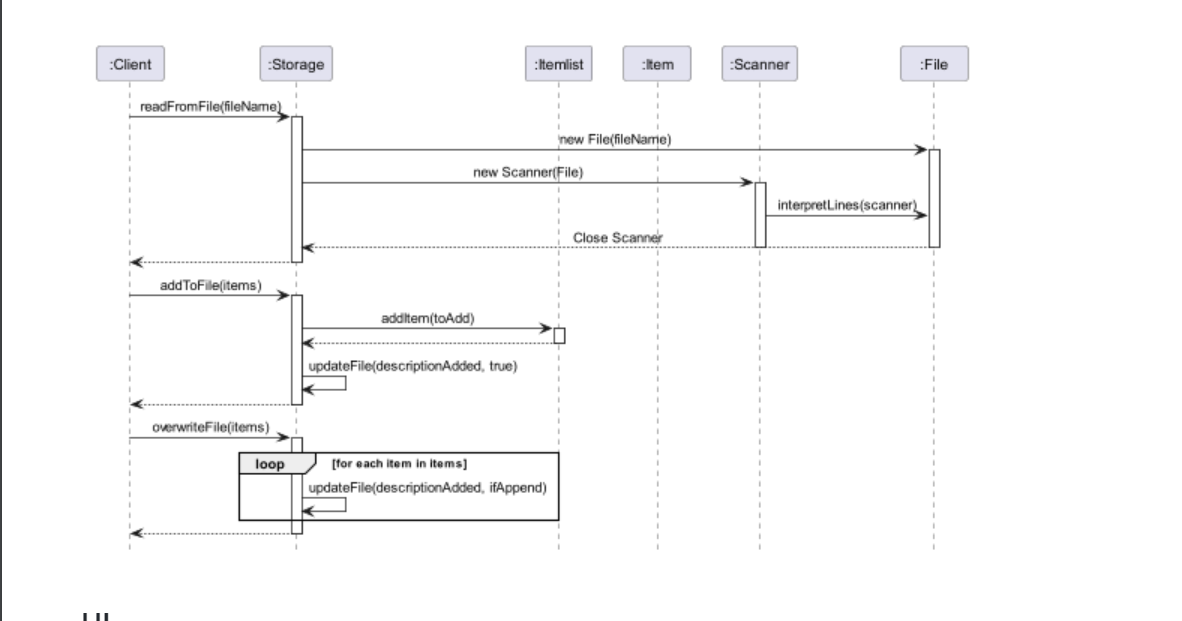 :Client
:Storage
:Itemlist
:Item
:Scanner
:File
readFromFile(fileName)
new File(fileName)
new Scanner(File)
interpretLines(scanner)
Close Scanner
addToFile(items)
addItem(toAdd)
updateFile(descriptionAdded, true)
overwriteFile(items)
loop [for each item in items]
updateFile(descriptionAdded, ifAppend)